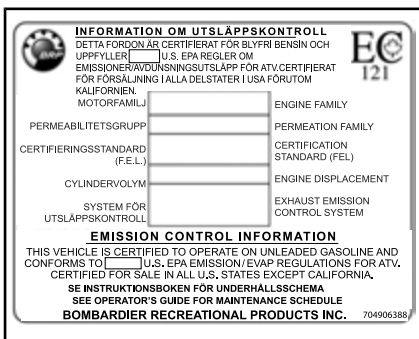 INFORMATION OM UTSLÄPPSKONTROLL
DETTA FORDON ÄR CERTIFIERAT FÖR BLYFRI BENSIN OCH
UPPFYLLER U.S. EPA REGLER OM
EMISSIONER/AVDUNSNINGSUTSLÄPP FÖR ATV.CERTIFIERAT
FÖR FÖRSÄLJNING I ALLA DELSTATER I USA FÖRUTOM
KALIFORNIEN.
BRP
EC
121
MOTORFAMILJ ENGINE FAMILY
PERMEABILITETSGRUPP PERMEATION FAMILY
CERTIFIERINGSSTANDARD CERTIFICATION
(F.E.L.) STANDARD (FEL)
CYLINDERVOLYM ENGINE DISPLACEMENT
SYSTEM FÖR EXHAUST EMISSION
UTSLÄPPSKONTROLL CONTROL SYSTEM
EMISSION CONTROL INFORMATION
THIS VEHICLE IS CERTIFIED TO OPERATE ON UNLEADED GASOLINE AND
CONFORMS TO U.S. EPA EMISSION/EVAP REGULATIONS FOR ATV.
CERTIFIED FOR SALE IN ALL U.S. STATES EXCEPT CALIFORNIA.
SE INSTRUKTIONSBOKEN FÖR UNDERHÅLLSSCHEMA
SEE OPERATOR'S GUIDE FOR MAINTENANCE SCHEDULE
BOMBARDIER RECREATIONAL PRODUCTS INC. 704906388